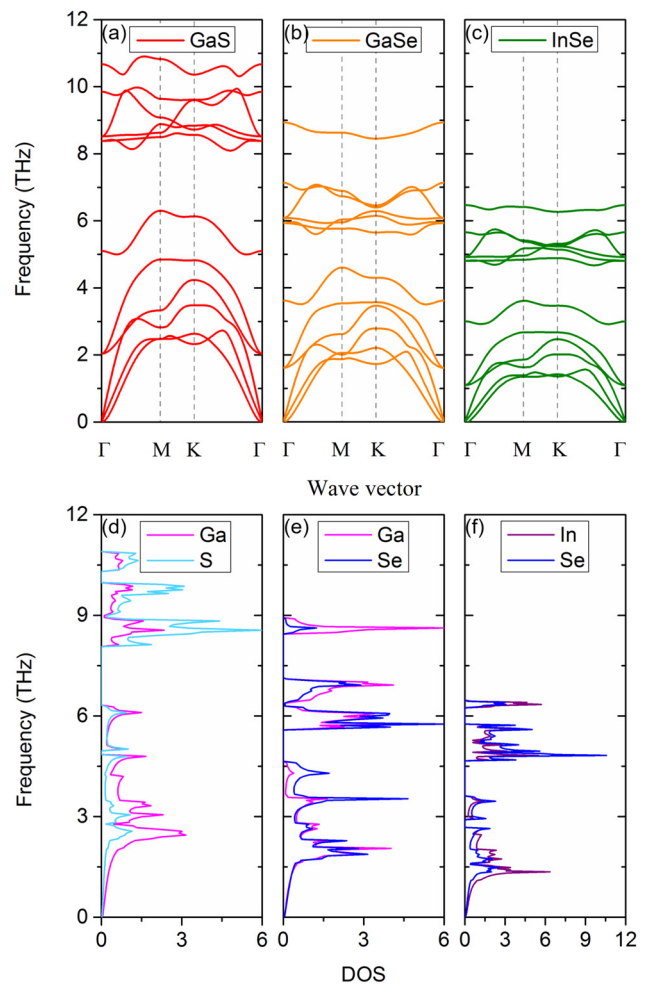 (a) GaS (b) GaSe (c) InSe
12
10
8
6
4
2
0
Frequency (THz)
Γ M K Γ Γ M K Γ Γ M K Γ
Wave vector
(d) Ga (e) Ga (f) In
S Se Se
12
9
6
3
0
Frequency (THz)
0 3 6 0 3 6 0 3 6 9 12
DOS